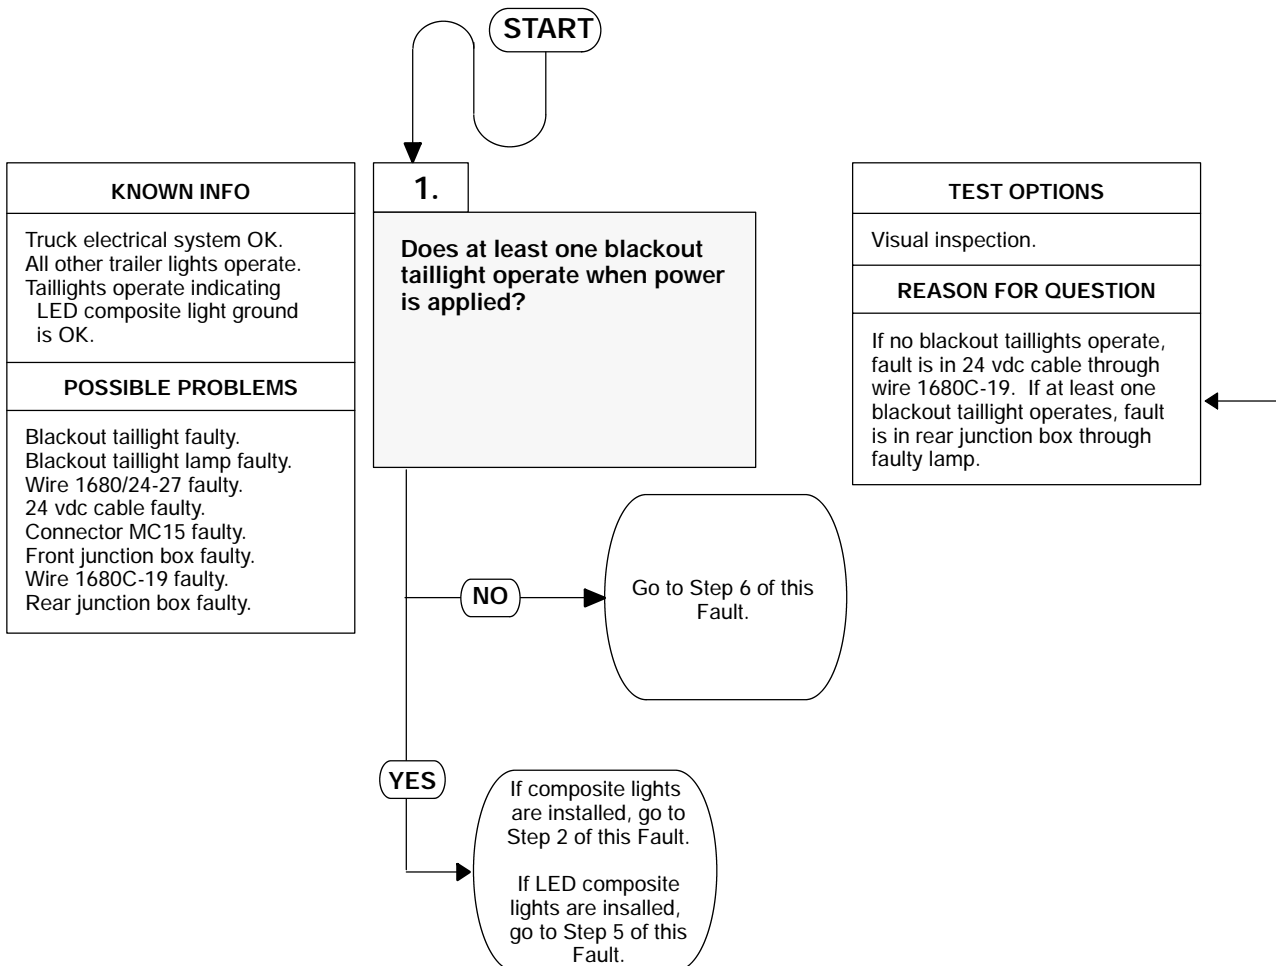 START
KNOWN INFO
Truck electrical system OK.
All other trailer lights operate.
Taillights operate indicating
LED composite light ground
is OK.
POSSIBLE PROBLEMS
Blackout taillight faulty.
Blackout taillight lamp faulty.
Wire 1680/24-27 faulty.
24 vdc cable faulty.
Connector MC15 faulty.
Front junction box faulty.
Wire 1680C-19 faulty.
Rear junction box faulty.
1.
Does at least one blackout
taillight operate when power
is applied?
TEST OPTIONS
Visual inspection.
REASON FOR QUESTION
If no blackout taillights operate,
fault is in 24 vdc cable through
wire 1680C-19. If at least one
blackout taillight operates, fault
is in rear junction box through
faulty lamp.
NO
Go to Step 6 of this
Fault.
YES
If composite lights
are installed, go to
Step 2 of this Fault.
If LED composite
lights are insalled,
go to Step 5 of this
Fault.